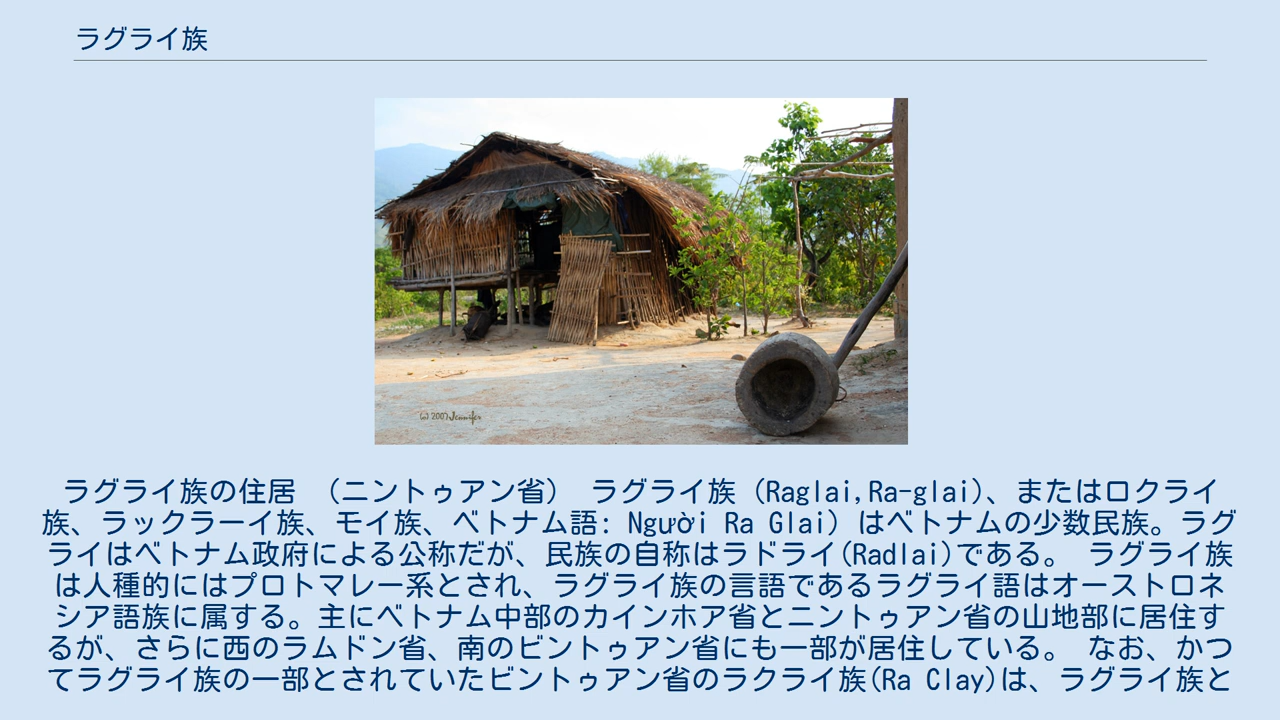 ラグライ族
(c) 2007 Jennifer
ラグライ族の住居　（ニントゥアン省）　ラグライ族（Raglai,Ra-glai)、またはロクライ
族、ラックラーイ族、モイ族、ベトナム語: Người Ra Glai）はベトナムの少数民族。ラグ
ライはベトナム政府による公称だが、民族の自称はラドライ(Radlai)である。　ラグライ族
は人種的にはプロトマレー系とされ、ラグライ族の言語であるラグライ語はオーストロネ
シア語族に属する。主にベトナム中部のカインホア省とニントゥアン省の山地部に居住す
るが、さらに西のラムドン省、南のビントゥアン省にも一部が居住している。　なお、かつ
てラグライ族の一部とされていたビントゥアン省のラクライ族(Ra Clay)は、ラグライ族と